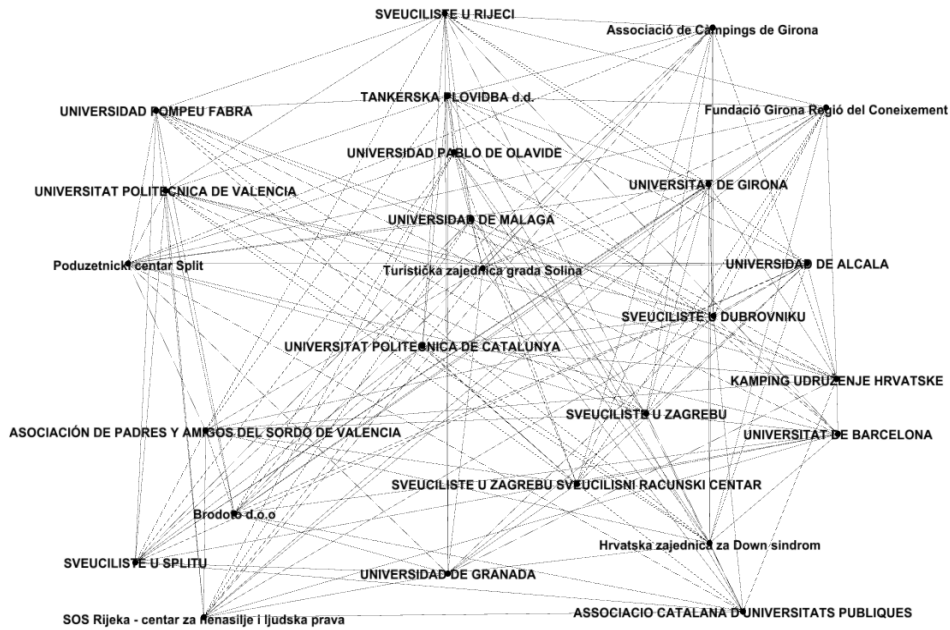 SVEUCILISTE U RIJECI
Associació de Campings de Girona
UNIVERSIDAD POMPEU FABRA
TANKERSKA PLOVIDBA d.d.
Fundació Girona Regió del Coneixement
UNIVERSIDAD PABLO DE OLAVIDE
UNIVERSITAT POLITECNICA DE VALENCIA
UNIVERSITAT DE GIRONA
UNIVERSIDAD DE MALAGA
Poduzetnicki centar Split
Turistička zajednica grada Solina
UNIVERSIDAD DE ALCALA
SVEUCILISTE U DUBROVNIKU
UNIVERSITAT POLITECNICA DE CATALUNYA
KAMPING UDRUŽENJE HRVATSKE
SVEUCILISTE U ZAGREBU
ASOCIACIÓN DE PADRES Y AMIGOS DEL SORDO DE VALENCIA
UNIVERSITAT DE BARCELONA
SVEUCILISTE U ZAGREBU SVEUCILISNI RACUNSKI CENTAR
Brodoto d.o.o
Hrvatska zajednica za Down sindrom
SVEUCILISTE U SPLITU
UNIVERSIDAD DE GRANADA
SOS Rijeka - centar za nenasilje i ljudska prava
ASSOCIACIO CATALANA D'UNIVERSITATS PUBLIQUES